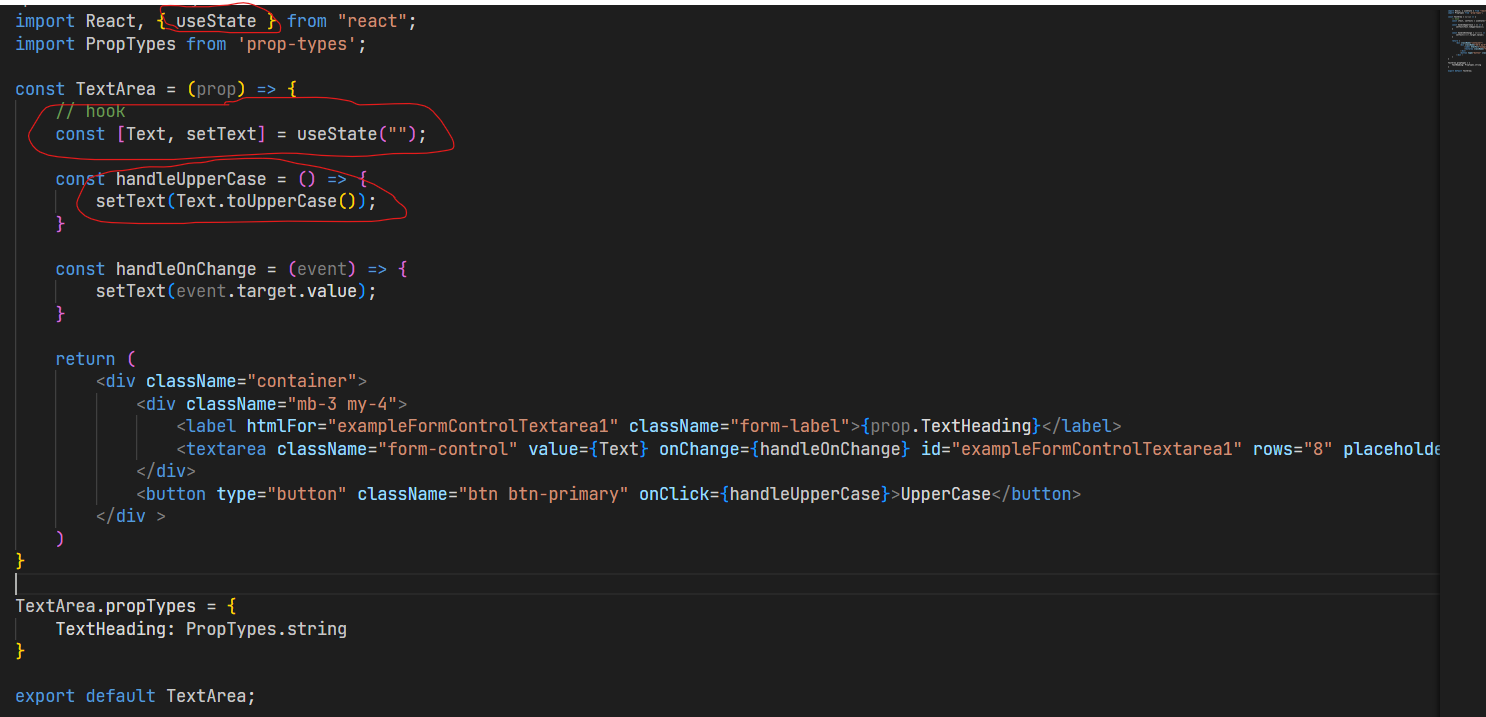 import React, { useState } from "react";
import PropTypes from 'prop-types';
const TextArea = (prop) => {
// hook
const [Text, setText] = useState("");
const handleUpperCase = () => {
setText(Text.toUpperCase());
}
const handleOnChange = (event) => {
setText(event.target.value);
}
return (
<div className="container">
<div className="mb-3 my-4">
<label htmlFor="exampleFormControlTextarea1" className="form-label">{prop.TextHeading}</label>
<textarea className="form-control" value={Text} onChange={handleOnChange} id="exampleFormControlTextarea1" rows="8" placeholde
</div>
<button type="button" className="btn btn-primary" onClick={handleUpperCase}>UpperCase</button>
</div >
)
}
TextArea.propTypes = {
TextHeading: PropTypes.string
}
export default TextArea;